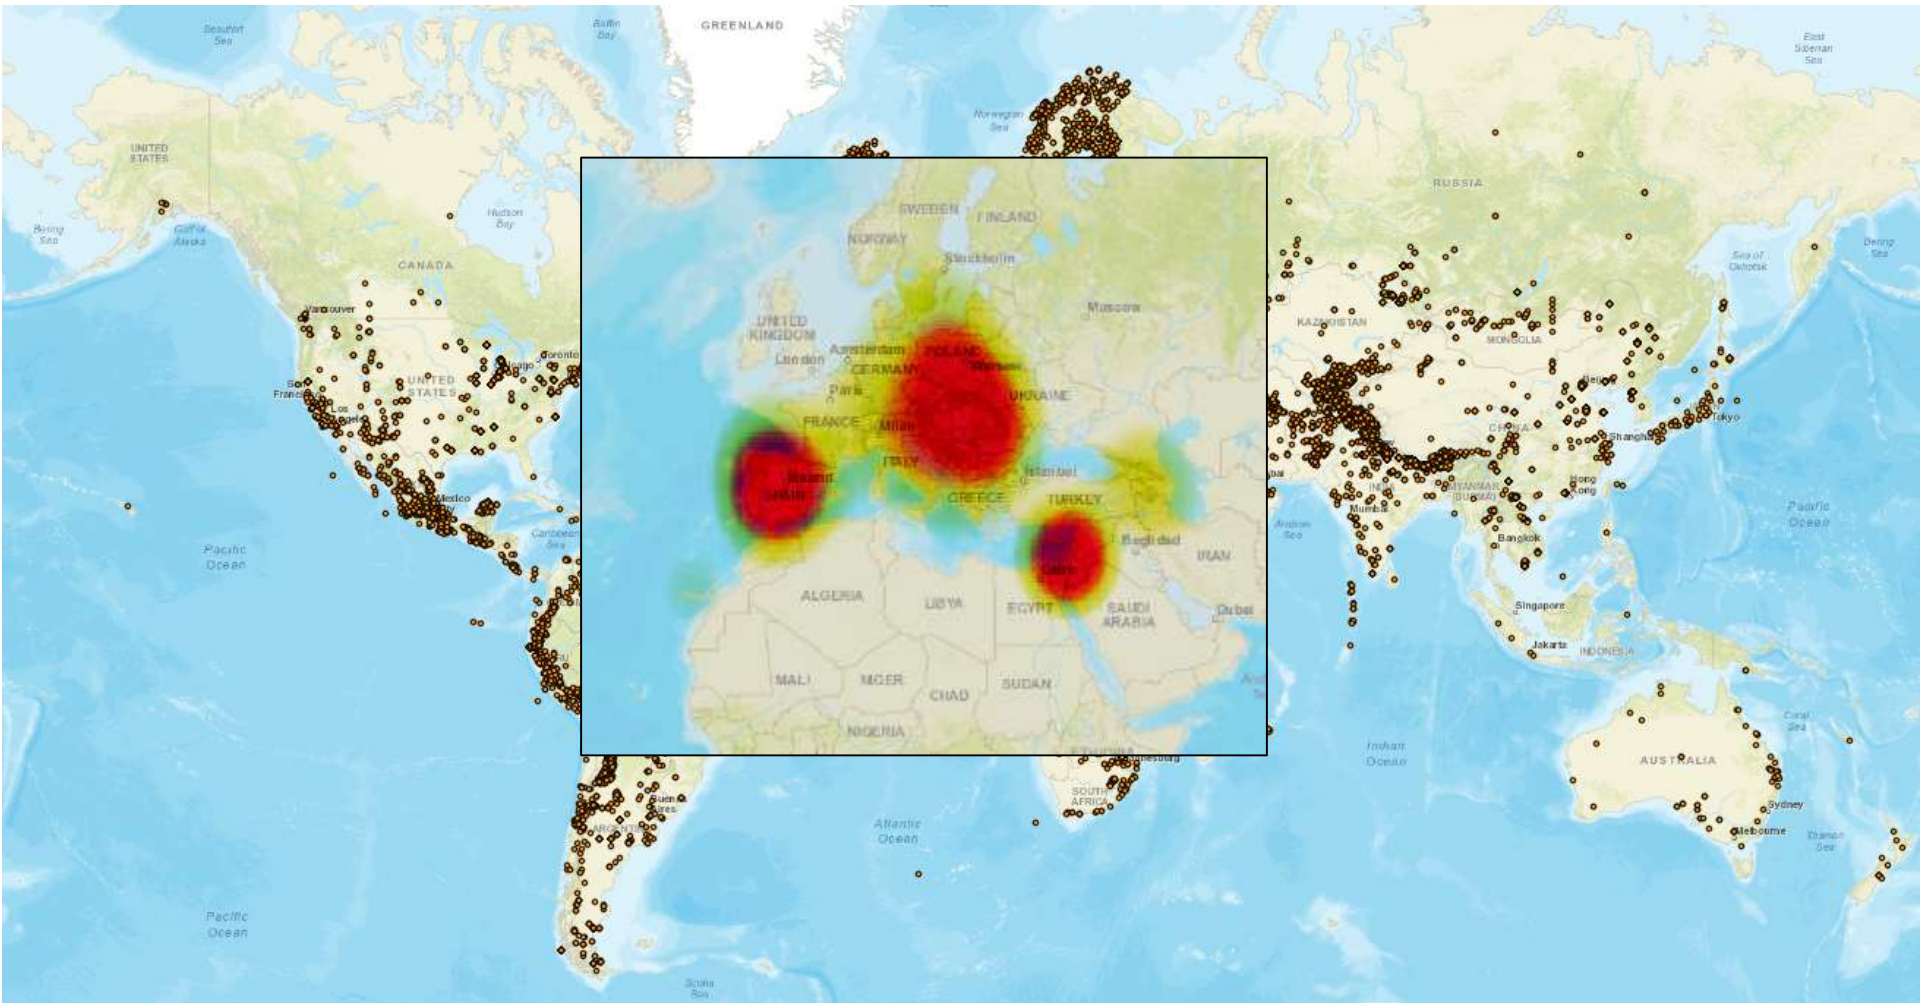 GREENLAND
Beaufort
Sea
Baffin
Bay
East
Siberian
Sea
Norwegian
Sea
UNITED
STATES
RUSSIA
Hudson
Bay
Bering
Sea
Gulf of
Alaska
CANADA
Sea of
Okhotsk
Bering
Sea
Vancouver
Toronto
UNITED
STATES
San
Los
Mexico
Caribbean
Sea
Pacific
Ocean
SWEDEN
FINLAND
NORWAY
Stockholm
Moscow
UNITED
KINGDOM
London
Amsterdam
POLAND
Warsaw
GERMANY
Paris
UKRAINE
FRANCE
Milan
ITALY
Istanbul
Madrid
SPAIN
GREECE
TURKEY
Baghdad
IRAN
Cairo
ALGERIA
LIBYA
EGYPT
SAUDI
ARABIA
Dubai
MALI
NIGER
CHAD
SUDAN
NIGERIA
ETHIOPIA
KAZAKHSTAN
MONGOLIA
CHINA
Shanghai
Tokyo
Hong
Kong
MYANMAR
(BURMA)
Mumbai
Arabian
Sea
Bangkok
Pacific
Ocean
Singapore
Jakarta
INDONESIA
Indian
Ocean
Coral
Sea
AUSTRALIA
Sydney
Melbourne
Tasman
Sea
SOUTH
AFRICA
Buenos
Aires
Atlantic
Ocean
Pacific
Ocean
Scotia
Sea